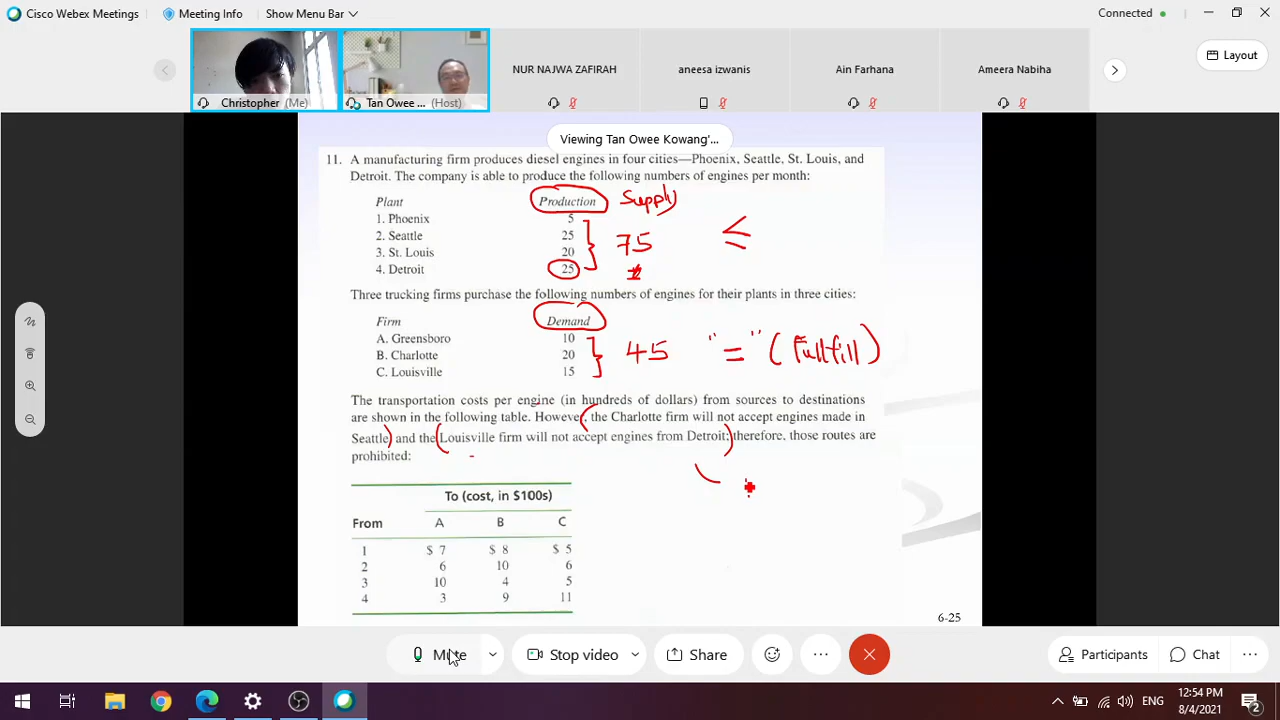 Cisco Webex Meetings Meeting Info Show Menu Bar Connected
Layout
Christopher (Me) Tan Owee ... (Host) NUR NAJWA ZAFIRAH aneesa izwanis Ain Farhana Ameera Nabiha
Viewing Tan Owee Kowang'...
11. A manufacturing firm produces diesel engines in four cities—Phoenix, Seattle, St. Louis, and
Detroit. The company is able to produce the following numbers of engines per month:
Plant Production Supply
1. Phoenix 5
2. Seattle 25
3. St. Louis 20
4. Detroit 25
75 ≤
Three trucking firms purchase the following numbers of engines for their plants in three cities:
Firm Demand
A. Greensboro 10
B. Charlotte 20
C. Louisville 15
45 "=" (Fullfill)
The transportation costs per engine (in hundreds of dollars) from sources to destinations
are shown in the following table. However, the Charlotte firm will not accept engines made in
Seattle, and the Louisville firm will not accept engines from Detroit; therefore, those routes are
prohibited:
To (cost, in $100s)
From A B C
1 $ 7 $ 8 $ 5
2 6 10 6
3 10 4 5
4 3 9 11
6-25
Mute Stop video Share ... Participants Chat ...
ENG 12:54 PM
8/4/2021 2